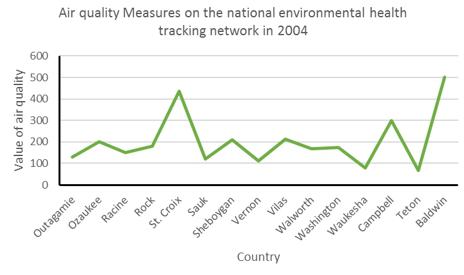 Air quality Measures on the national environmental health
tracking network in 2004
Value of air quality
600
500
400
300
200
100
0
Outagamie
Ozaukee
Racine
Rock
St. Croix
Sauk
Sheboygan
Vernon
Vilas
Walworth
Washington
Waukesha
Campbell
Teton
Baldwin
Country